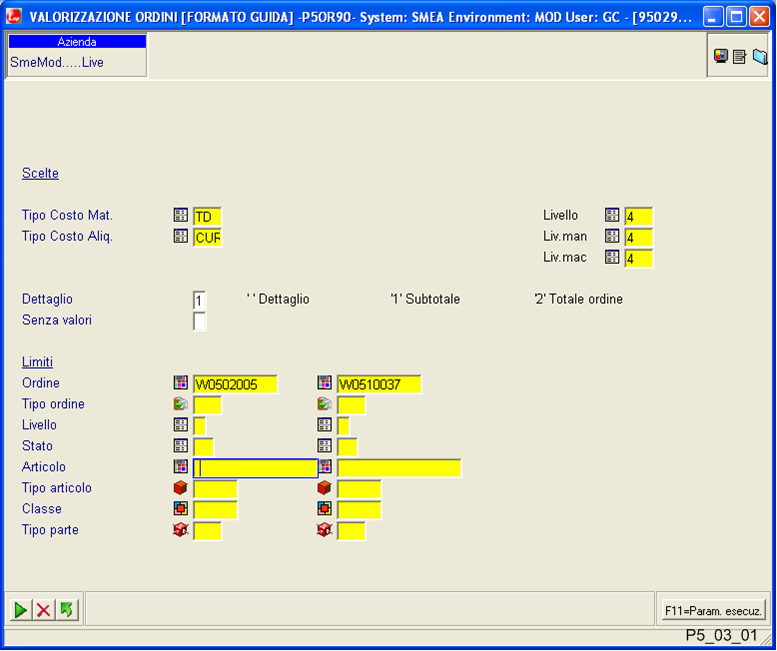 VALORIZZAZIONE ORDINI [FORMATO GUIDA] -P5OR90- System: SMEA Environment: MOD User: GC - [95029...
Azienda
SmeMod.....Live
Scelte
Tipo Costo Mat. TD Livello 4
Tipo Costo Aliq. CUR Liv.man 4
Liv.mac 4
Dettaglio 1 ' ' Dettaglio '1' Subtotale '2' Totale ordine
Senza valori
Limiti
Ordine W0502005 W0510037
Tipo ordine
Livello
Stato
Articolo
Tipo articolo
Classe
Tipo parte
F11=Param. esecuz.
P5_03_01